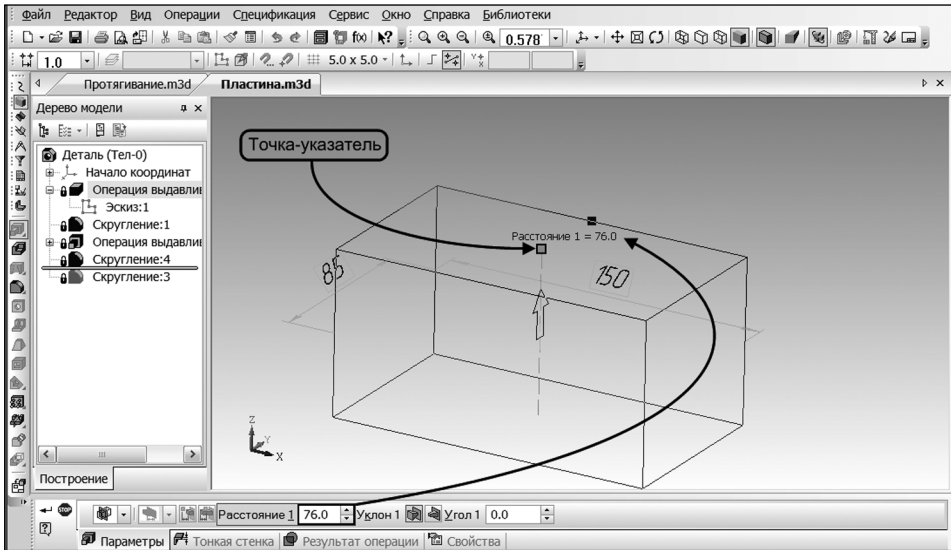 Файл Редактор Вид Операции Спецификация Сервис Окно Справка Библиотеки
0.578
1.0 5.0 x 5.0
Протягивание.m3d Пластина.m3d
Дерево модели
Деталь (Тел-0)
Начало координат
Операция выдавлив
Эскиз:1
Скругление:1
Операция выдавлив
Скругление:4
Скругление:3
Построение
Точка-указатель
Расстояние 1 = 76.0
85
150
Z
Y
X
Расстояние 1 76.0 Уклон 1 Угол 1 0.0
Параметры Тонкая стенка Результат операции Свойства